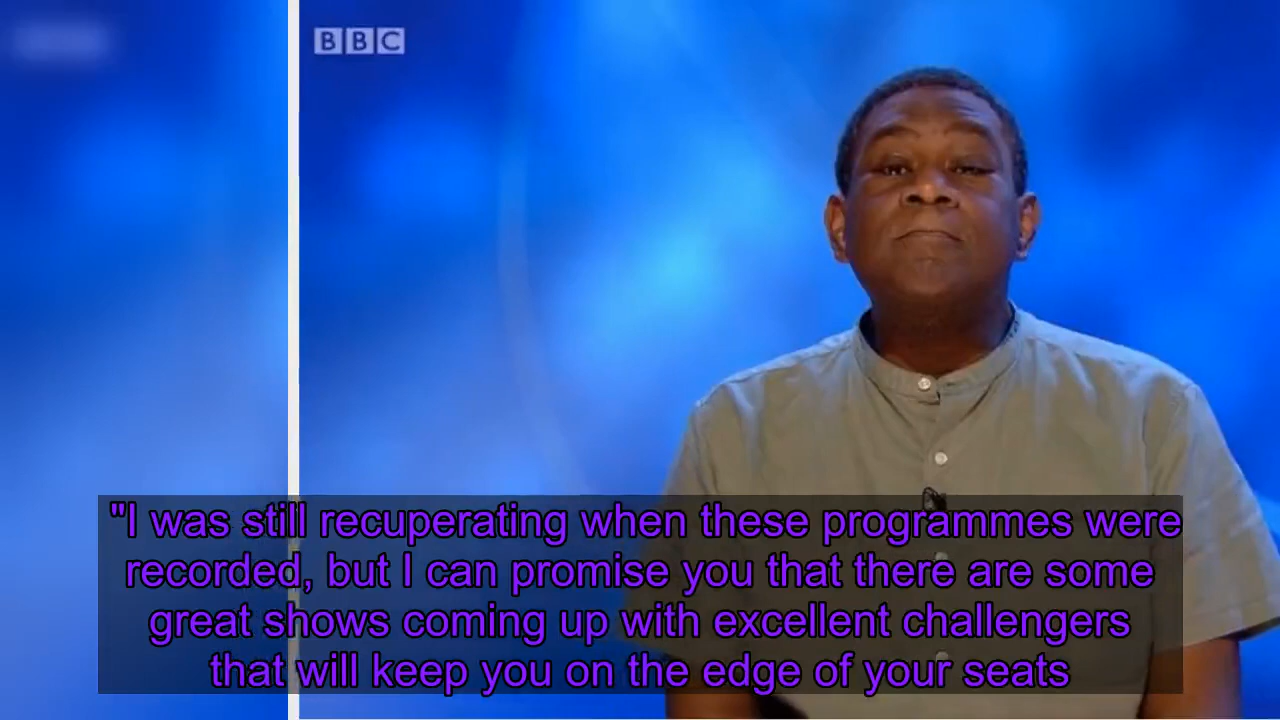 BBC
"I was still recuperating when these programmes were
recorded, but I can promise you that there are some
great shows coming up with excellent challengers
that will keep you on the edge of your seats